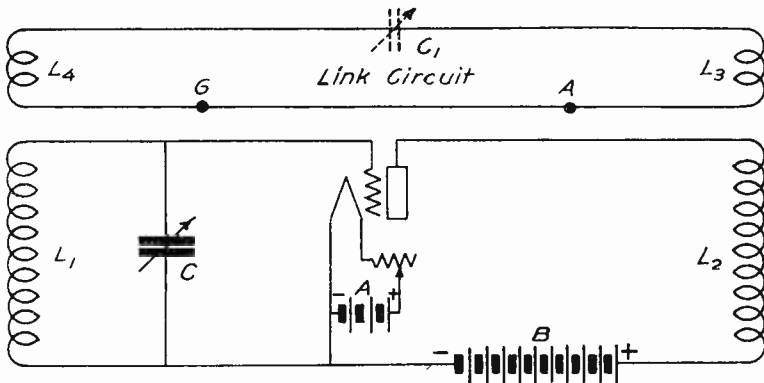 C1
L4
Link Circuit
L3
G
A
L1
C
- A +
L2
- B +